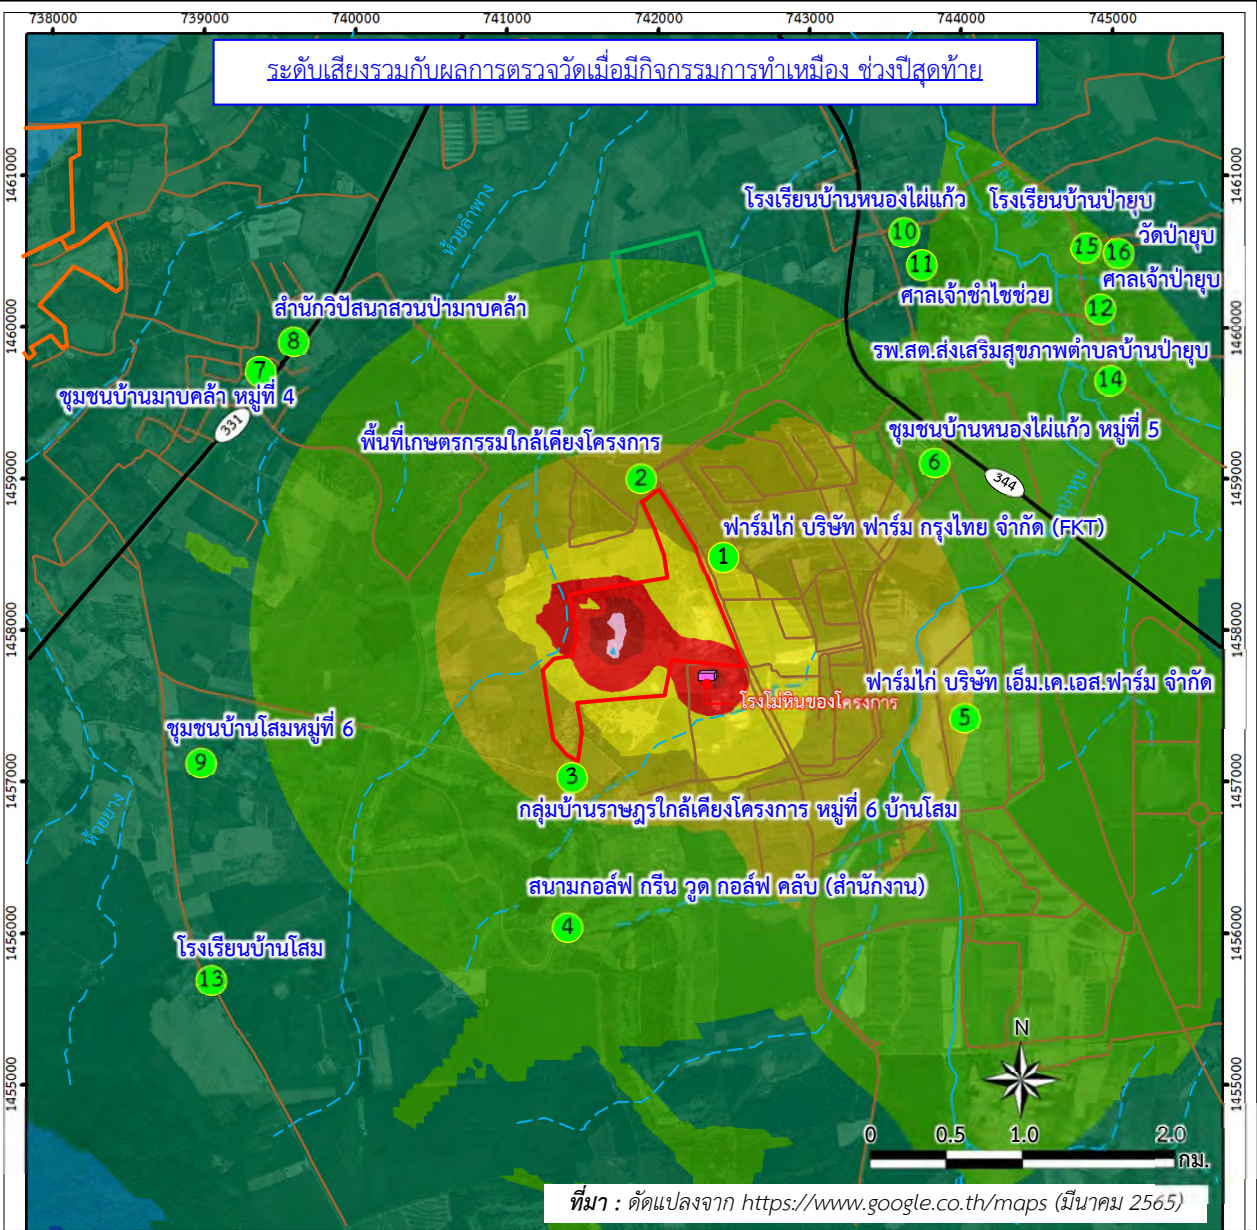 738000 739000 740000 741000 742000 743000 744000 745000
ระดับเสียงรวมกับผลการตรวจวัดเมื่อมีกิจกรรมการทำเหมือง ช่วงปีสุดท้าย
1461000
1461000
โรงเรียนบ้านหนองไผ่แก้ว
โรงเรียนบ้านป่ายุบ
ห้วยลำพาง
10
15
16
วัดป่ายุบ
11
ศาลเจ้าป่ายุบ
ศาลเจ้าชำไชช่วย
12
สำนักวิปัสนาสวนป่ามาบคล้า
8
1460000
1460000
รพ.สต.ส่งเสริมสุขภาพตำบลบ้านป่ายุบ
7
14
ชุมชนบ้านมาบคล้า หมู่ที่ 4
331
ชุมชนบ้านหนองไผ่แก้ว หมู่ที่ 5
พื้นที่เกษตรกรรมใกล้เคียงโครงการ
6
2
344
1459000
1459000
ฟาร์มไก่ บริษัท ฟาร์ม กรุงไทย จำกัด (FKT)
1
1458000
1458000
ฟาร์มไก่ บริษัท เอ็ม.เค.เอส.ฟาร์ม จำกัด
โรงโม่หินของโครงการ
5
ชุมชนบ้านโสมหมู่ที่ 6
9
3
1457000
1457000
กลุ่มบ้านราษฎรใกล้เคียงโครงการ หมู่ที่ 6 บ้านโสม
ห้วยยาง
สนามกอล์ฟ กรีน วูด กอล์ฟ คลับ (สำนักงาน)
4
1456000
1456000
โรงเรียนบ้านโสม
13
N
1455000
1455000
0 0.5 1.0 2.0
กม.
ที่มา : ดัดแปลงจาก https://www.google.co.th/maps (มีนาคม 2565)